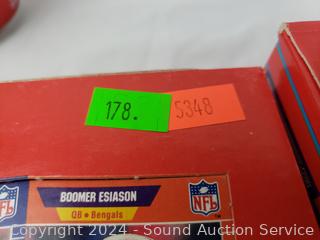 178. 5348
NFL BOOMER ESIASON NFL
QB • Bengals
Copyright 2024 - Sound Auction Service